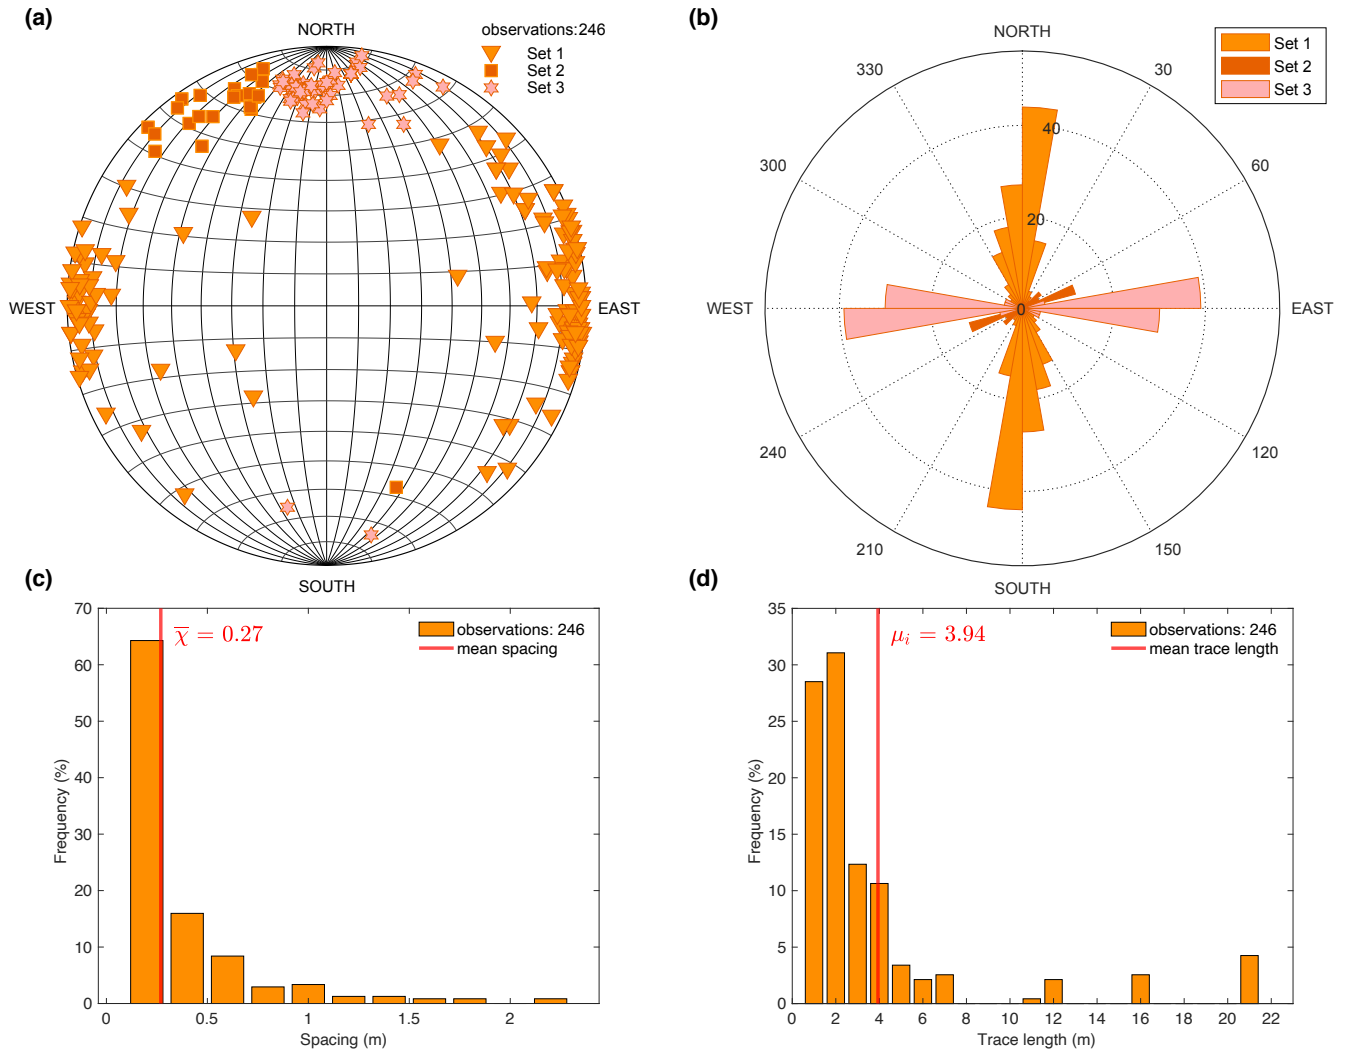 (a)
NORTH
observations:246
Set 1
Set 2
Set 3
WEST
EAST
SOUTH
(b)
NORTH
Set 1
Set 2
Set 3
330
30
300
60
40
20
0
WEST
EAST
240
120
210
150
SOUTH
(c)
70
60
50
40
30
20
10
0
Frequency (%)
χ̅ = 0.27
observations: 246
mean spacing
0
0.5
1
1.5
2
Spacing (m)
(d)
35
30
25
20
15
10
5
0
Frequency (%)
μi = 3.94
observations: 246
mean trace length
0
2
4
6
8
10
12
14
16
18
20
22
Trace length (m)